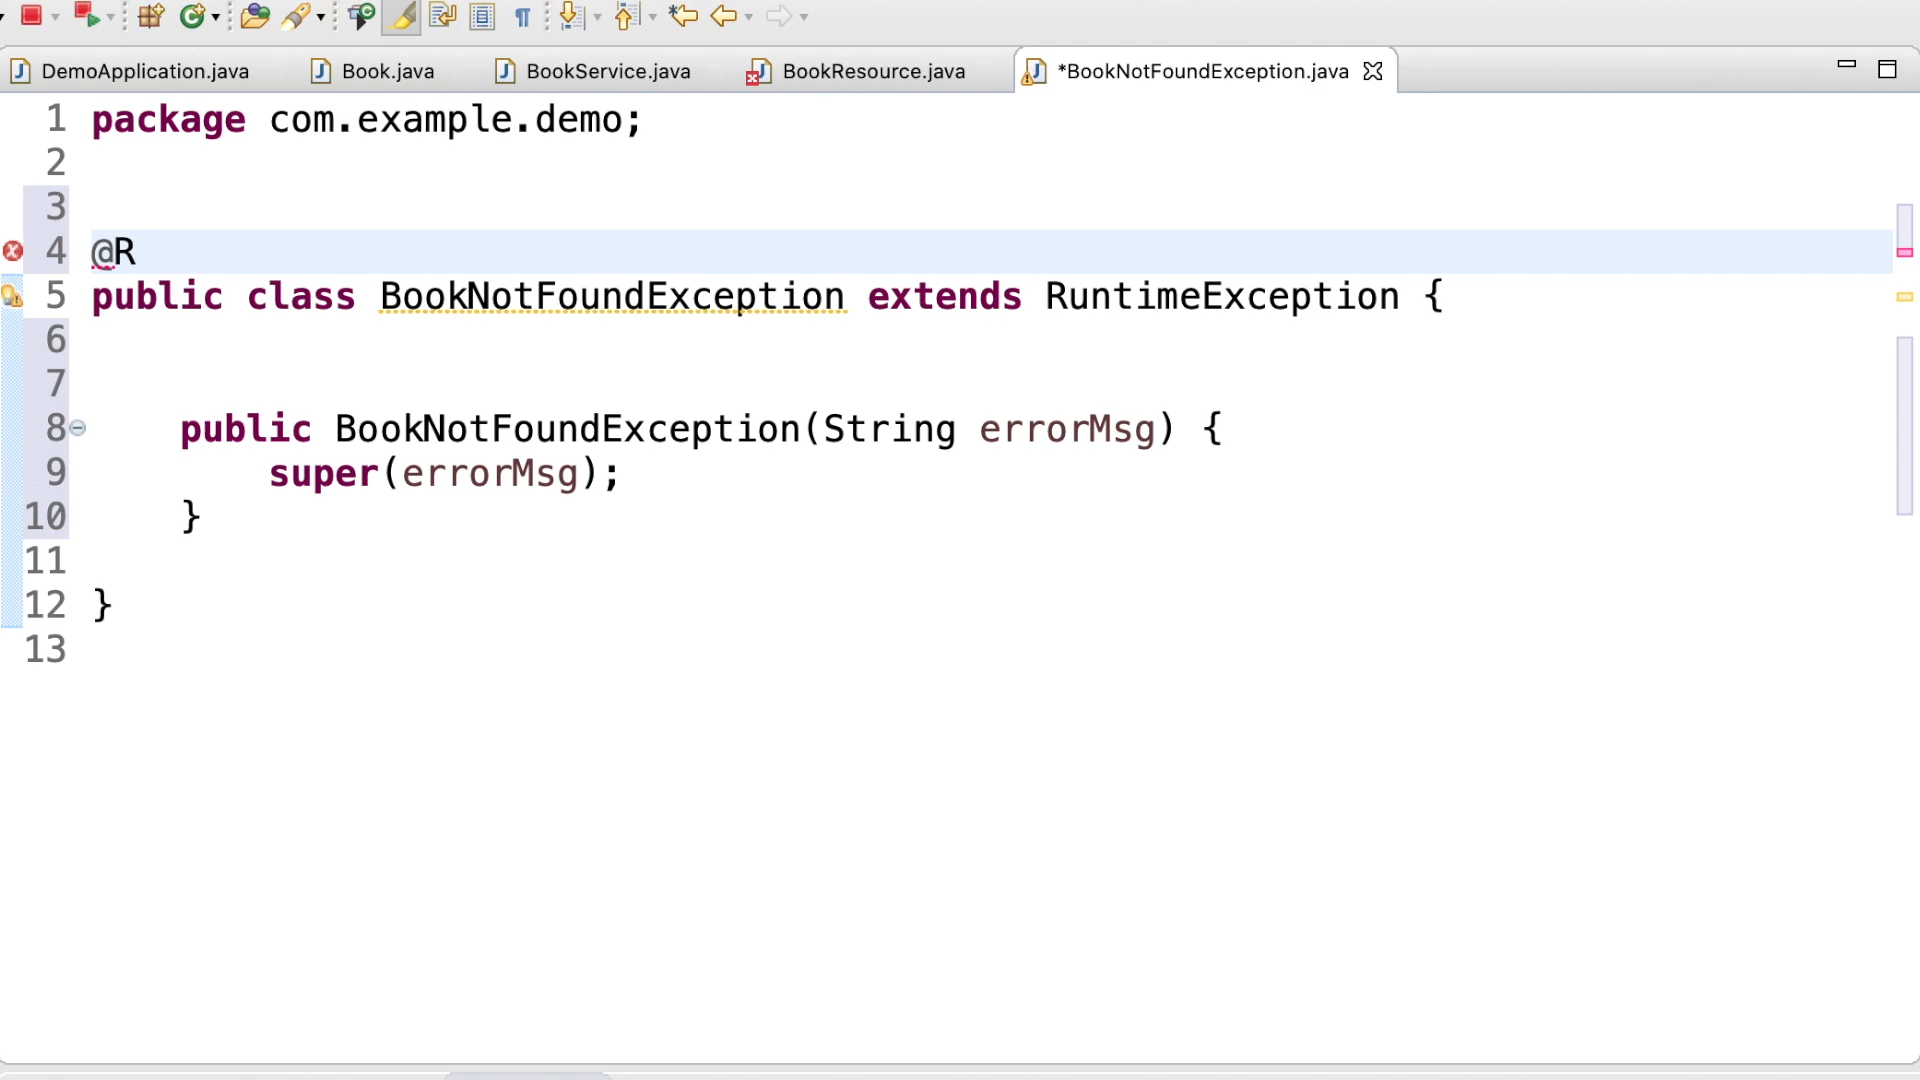 DemoApplication.java Book.java BookService.java BookResource.java *BookNotFoundException.java
1 package com.example.demo;
2
3
4 @R
5 public class BookNotFoundException extends RuntimeException {
6
7
8 public BookNotFoundException(String errorMsg) {
9 super(errorMsg);
10 }
11
12 }
13